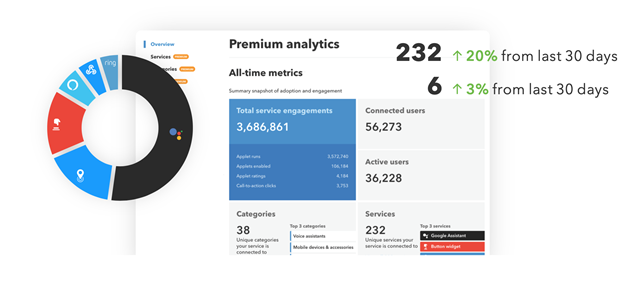 Overview
Services
Premium analytics
232 ↑ 20% from last 30 days
6 ↑ 3% from last 30 days
ring
All-time metrics
Summary snapshot of adoption and engagement
Total service engagements
3,686,861
Applet runs 3,572,740
Applets enabled 106,184
Applet ratings 4,184
Call-to-action clicks 3,753
Connected users
56,273
Active users
36,228
Categories
38
Unique categories
your service is
connected to
Top 3 categories
Voice assistants
Mobile devices & accessories
Services
232
Unique services your
service is connected to
Top 3 services
Google Assistant
Button widget